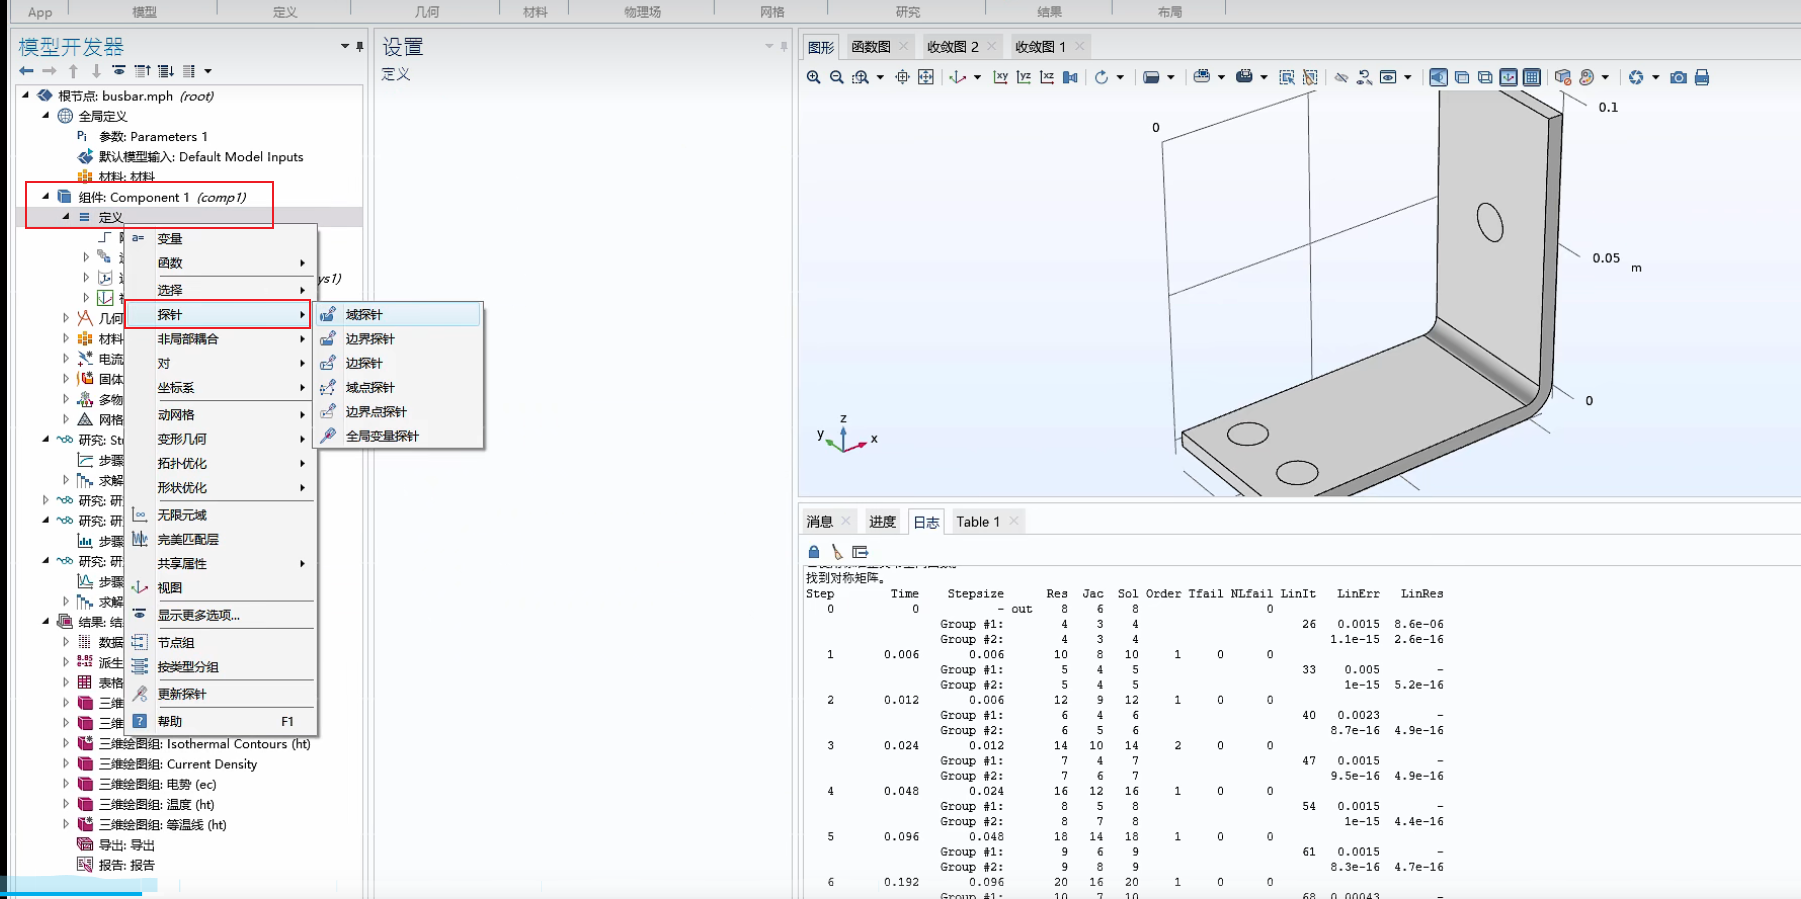 App 模型 定义 几何 材料 物理场 网格 研究 结果 布局
模型开发器
根节点: busbar.mph (root)
全局定义
Pi 参数: Parameters 1
默认模型输入: Default Model Inputs
材料: 材料
组件: Component 1 (comp1)
定义
ys1)
几何
材料
电流
固体
多物
网格
研究: Stu
步骤
求解
研究: 研
研究: 研
步骤
研究: 研
步骤
求解
结果: 结
数据
8.85 e-12 派生
表格
三维
三维
三维绘图组: Isothermal Contours (ht)
三维绘图组: Current Density
三维绘图组: 电势 (ec)
三维绘图组: 温度 (ht)
三维绘图组: 等温线 (ht)
导出: 导出
报告: 报告
a= 变量
函数
选择
探针
非局部耦合
对
坐标系
动网格
变形几何
拓扑优化
形状优化
无限元域
完美匹配层
共享属性
视图
显示更多选项...
节点组
按类型分组
更新探针
? 帮助 F1
域探针
边界探针
边探针
域点探针
边界点探针
全局变量探针
设置
定义
图形 函数图 收敛图 2 收敛图 1
xy yz xz
0
0.1
0.05
m
0
z
y
x
消息 进度 日志 Table 1
找到对称矩阵。
Step Time Stepsize Res Jac Sol Order Tfail NLfail LinIt LinErr LinRes
0 0 - out 8 6 8 0
Group #1: 4 3 4 26 0.0015 8.6e-06
Group #2: 4 3 4 1.1e-15 2.6e-16
1 0.006 0.006 10 8 10 1 0 0
Group #1: 5 4 5 33 0.005 -
Group #2: 5 4 5 1e-15 5.2e-16
2 0.012 0.006 12 9 12 1 0 0
Group #1: 6 4 6 40 0.0023 -
Group #2: 6 5 6 8.7e-16 4.9e-16
3 0.024 0.012 14 10 14 2 0 0
Group #1: 7 4 7 47 0.0015 -
Group #2: 7 6 7 9.5e-16 4.9e-16
4 0.048 0.024 16 12 16 1 0 0
Group #1: 8 5 8 54 0.0015 -
Group #2: 8 7 8 1e-15 4.4e-16
5 0.096 0.048 18 14 18 1 0 0
Group #1: 9 6 9 61 0.0015 -
Group #2: 9 8 9 8.3e-16 4.7e-16
6 0.192 0.096 20 16 20 1 0 0
Group #1: 10 7 10 68 0.00043 -